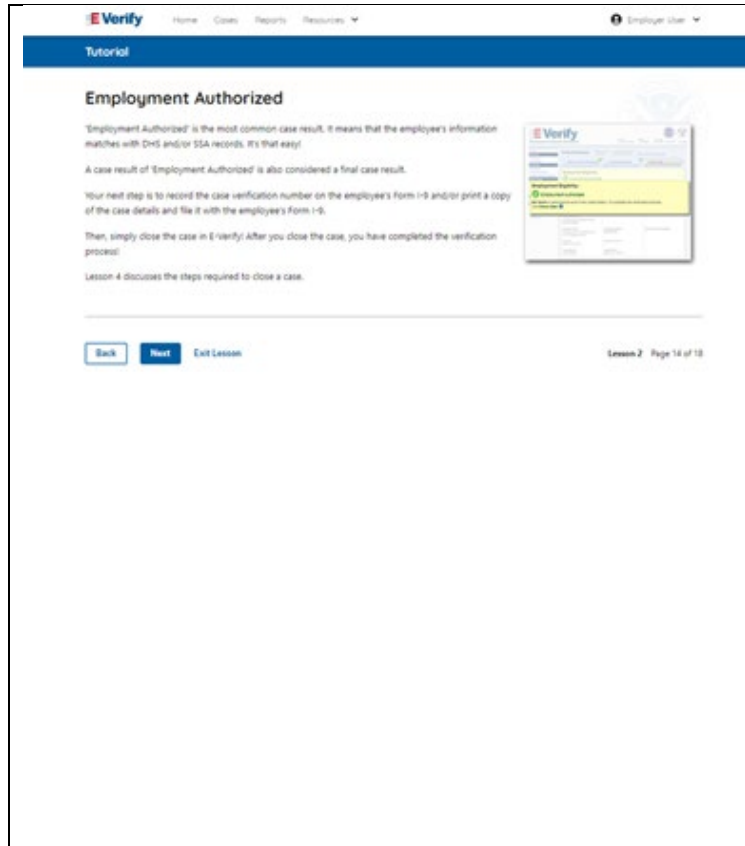 E Verify Home Cases Reports Resources Employer User
Tutorial
Employment Authorized
'Employment Authorized' is the most common case result. It means that the employee's information
matches with DHS and/or SSA records. It's that easy!
A case result of 'Employment Authorized' is also considered a final case result.
Your next step is to record the case verification number on the employee's Form I-9 and/or print a copy
of the case details and file it with the employee's Form I-9.
Then, simply close the case in E-Verify! After you close the case, you have completed the verification
process!
Lesson 4 discusses the steps required to close a case.
E Verify
Employment Eligibility
Back Next Exit Lesson Lesson 2 Page 14 of 18